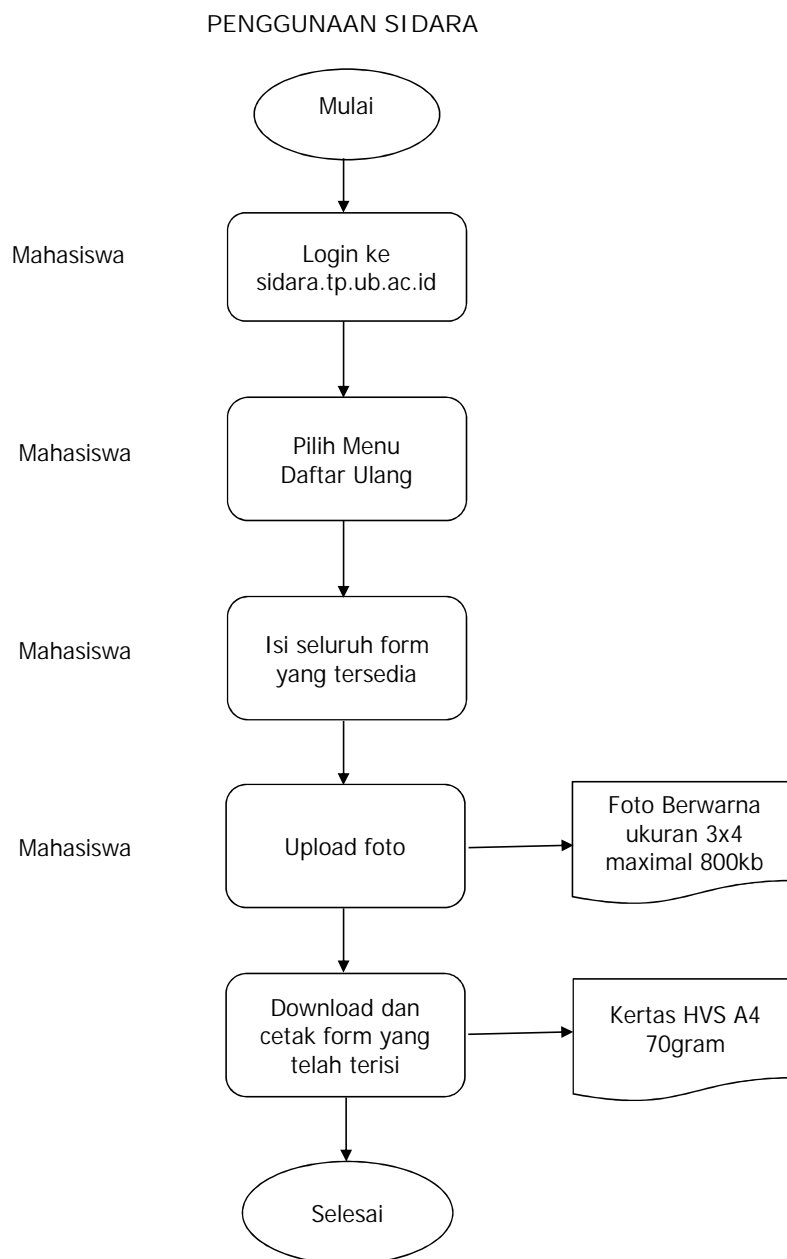 PENGGUNAAN SIDARA
Mulai
Mahasiswa
Login ke
sidara.tp.ub.ac.id
Mahasiswa
Pilih Menu
Daftar Ulang
Mahasiswa
Isi seluruh form
yang tersedia
Mahasiswa
Upload foto
Foto Berwarna
ukuran 3x4
maximal 800kb
Download dan
cetak form yang
telah terisi
Kertas HVS A4
70gram
Selesai